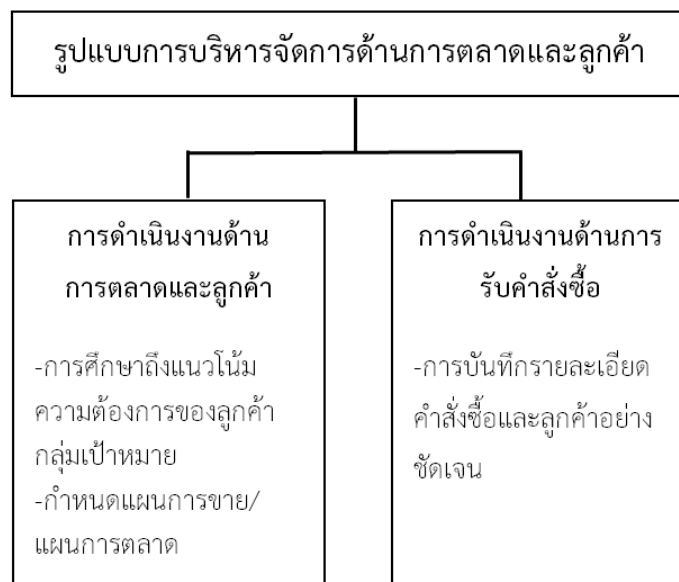 รูปแบบการบริหารจัดการด้านการตลาดและลูกค้า
การดำเนินงานด้าน
การตลาดและลูกค้า
-การศึกษาถึงแนวโน้ม
ความต้องการของลูกค้า
กลุ่มเป้าหมาย
-กำหนดแผนการขาย/
แผนการตลาด
การดำเนินงานด้านการ
รับคำสั่งซื้อ
-การบันทึกรายละเอียด
คำสั่งซื้อและลูกค้าอย่าง
ชัดเจน